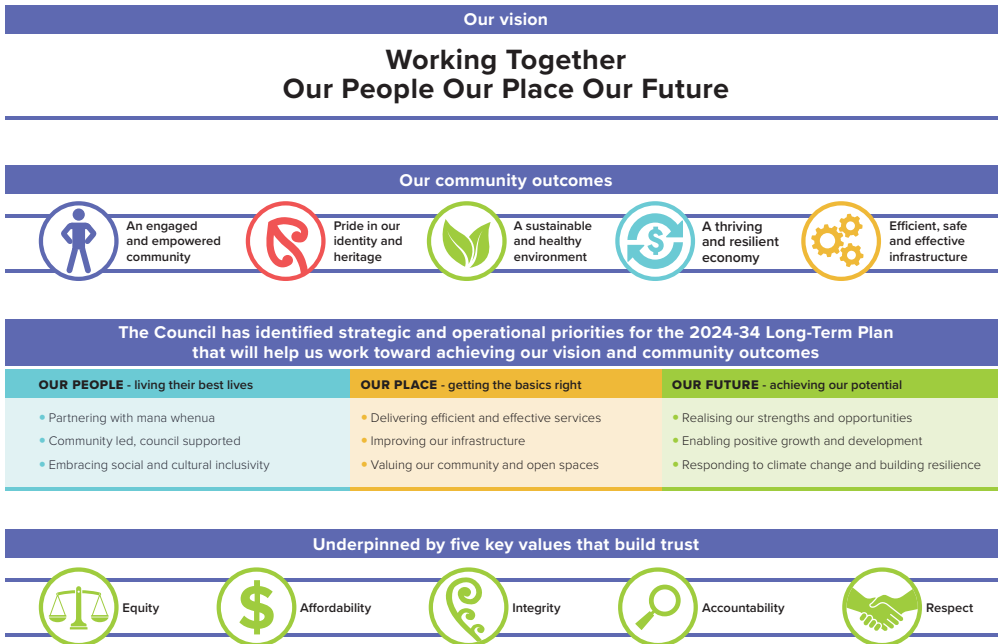 Our vision
Working Together
Our People Our Place Our Future
Our community outcomes
An engaged
and empowered
community
Pride in our
identity and
heritage
A sustainable
and healthy
environment
$
A thriving
and resilient
economy
Efficient, safe
and effective
infrastructure
The Council has identified strategic and operational priorities for the 2024-34 Long-Term Plan
that will help us work toward achieving our vision and community outcomes
OUR PEOPLE - living their best lives
• Partnering with mana whenua
• Community led, council supported
• Embracing social and cultural inclusivity
OUR PLACE - getting the basics right
• Delivering efficient and effective services
• Improving our infrastructure
• Valuing our community and open spaces
OUR FUTURE - achieving our potential
• Realising our strengths and opportunities
• Enabling positive growth and development
• Responding to climate change and building resilience
Underpinned by five key values that build trust
Equity
$
Affordability
Integrity
Accountability
Respect